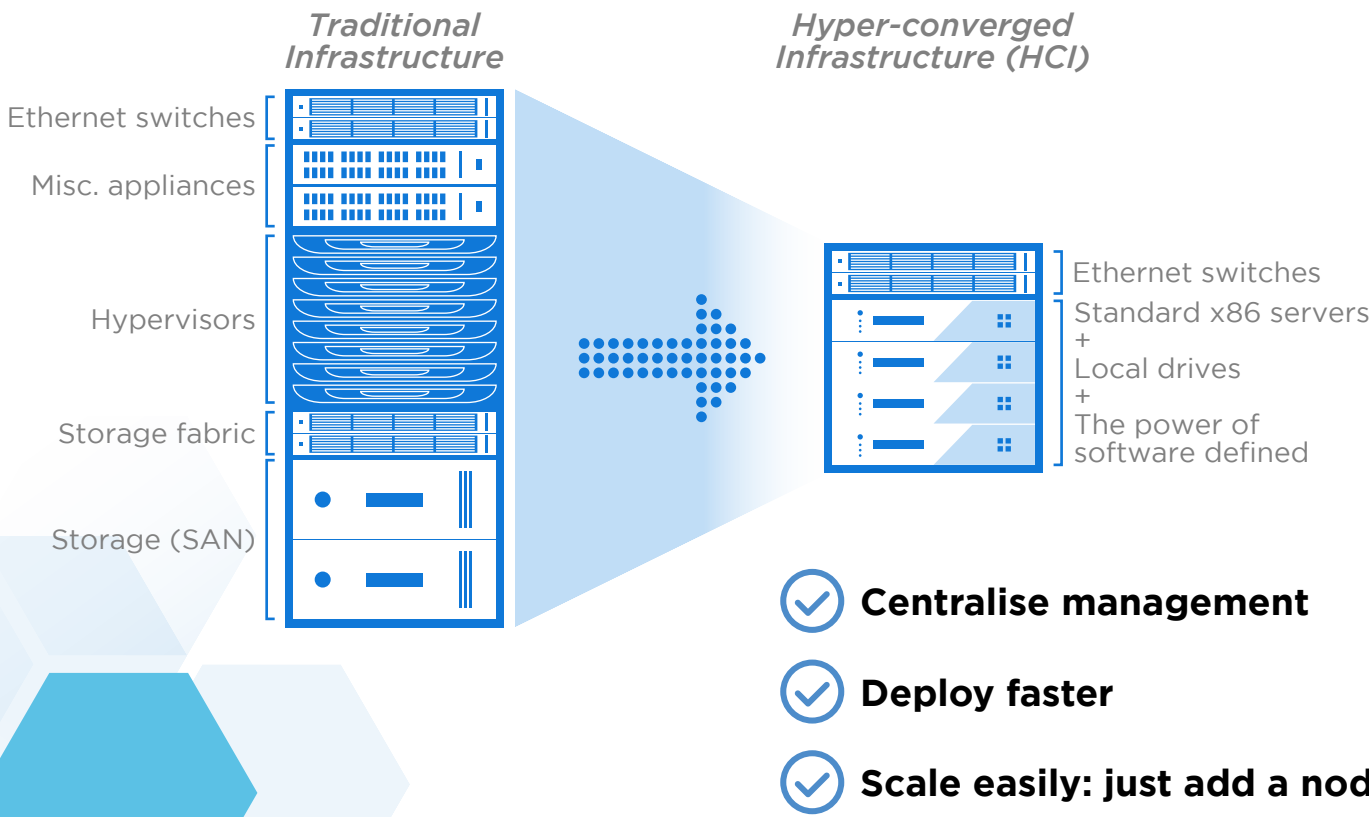 Traditional
Infrastructure
Hyper-converged
Infrastructure (HCI)
Ethernet switches
Misc. appliances
Hypervisors
Storage fabric
Storage (SAN)
Ethernet switches
Standard x86 servers
+
Local drives
+
The power of
software defined
Centralise management
Deploy faster
Scale easily: just add a nod